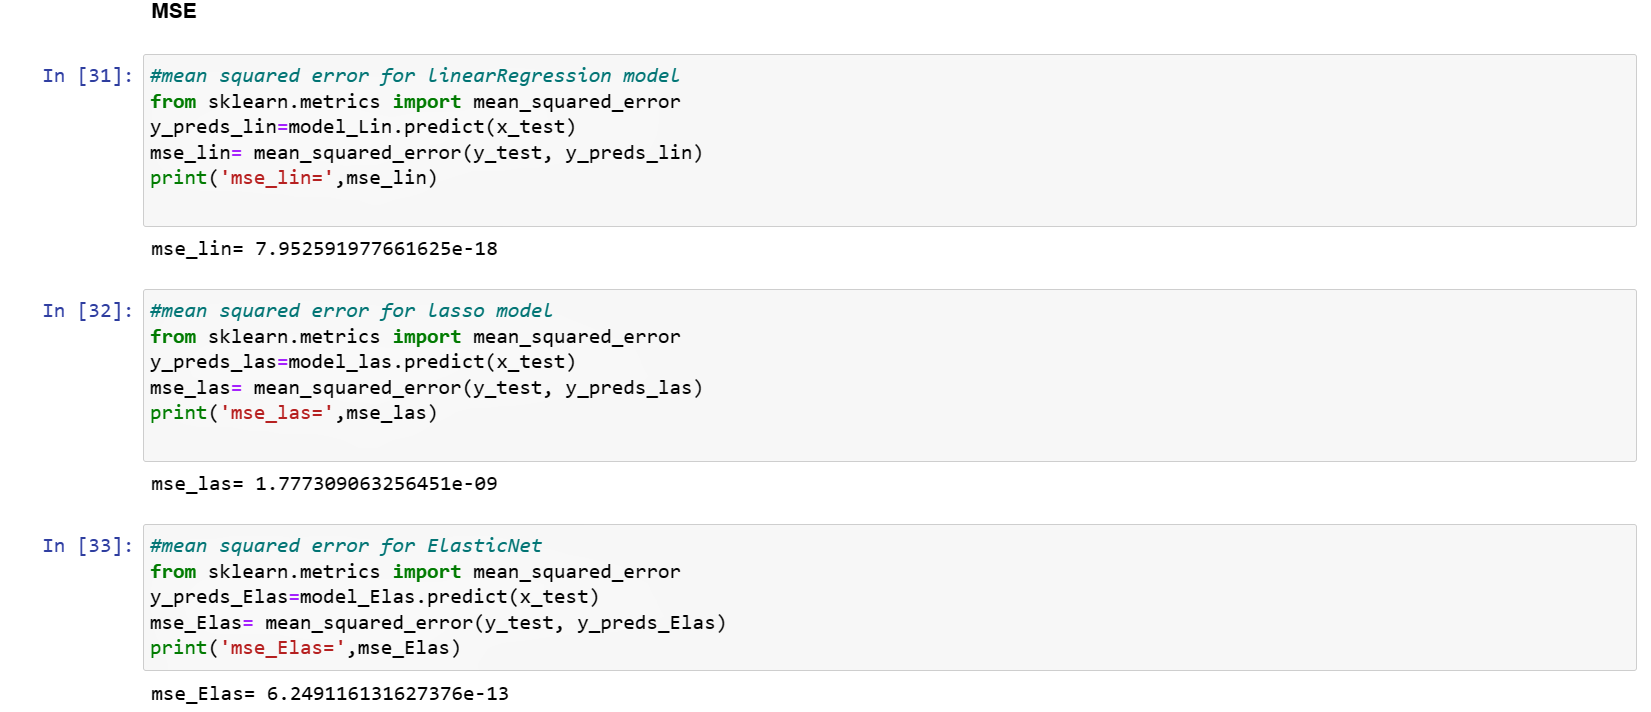 MSE
In [31]:
#mean squared error for linearRegression model
from sklearn.metrics import mean_squared_error
y_preds_lin=model_Lin.predict(x_test)
mse_lin= mean_squared_error(y_test, y_preds_lin)
print('mse_lin=',mse_lin)
mse_lin= 7.952591977661625e-18
In [32]:
#mean squared error for lasso model
from sklearn.metrics import mean_squared_error
y_preds_las=model_las.predict(x_test)
mse_las= mean_squared_error(y_test, y_preds_las)
print('mse_las=',mse_las)
mse_las= 1.777309063256451e-09
In [33]:
#mean squared error for ElasticNet
from sklearn.metrics import mean_squared_error
y_preds_Elas=model_Elas.predict(x_test)
mse_Elas= mean_squared_error(y_test, y_preds_Elas)
print('mse_Elas=',mse_Elas)
mse_Elas= 6.249116131627376e-13